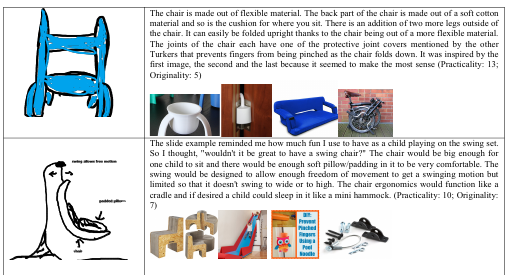 The chair is made out of flexible material. The back part of the chair is made of a soft cotton
material and so is the cushion for where you sit. There is an addition of two more legs outside of
the chair. It can easily be folded upright thanks to the chair being out of a more flexible material.
The joints of the chair each have one of the protective joint covers mentioned by the other
Turkers that prevents fingers from being pinched as the chair folds down. It was inspired by the
first image, the second and the last because it seemed to make the most sense (Practicality: 13;
Originality: 5)
The slide example reminded me how much fun I use to have as a child playing on the swing set.
So I thought, "wouldn't it be great to have a swing chair?" The chair would be big enough for
one child to sit and there would be enough soft pillow/padding in it to be very comfortable. The
swing would be designed to allow enough freedom of movement to get a swinging motion but
limited so that it doesn't swing to wide or to high. The chair ergonomics would function like a
cradle and if desired a child could sleep in it like a mini hammock. (Practicality: 10; Originality:
7)
swing allows free motion
padded pillows
DIY:
Prevent
Pinched
Fingers
Using a
Pool
Noodle